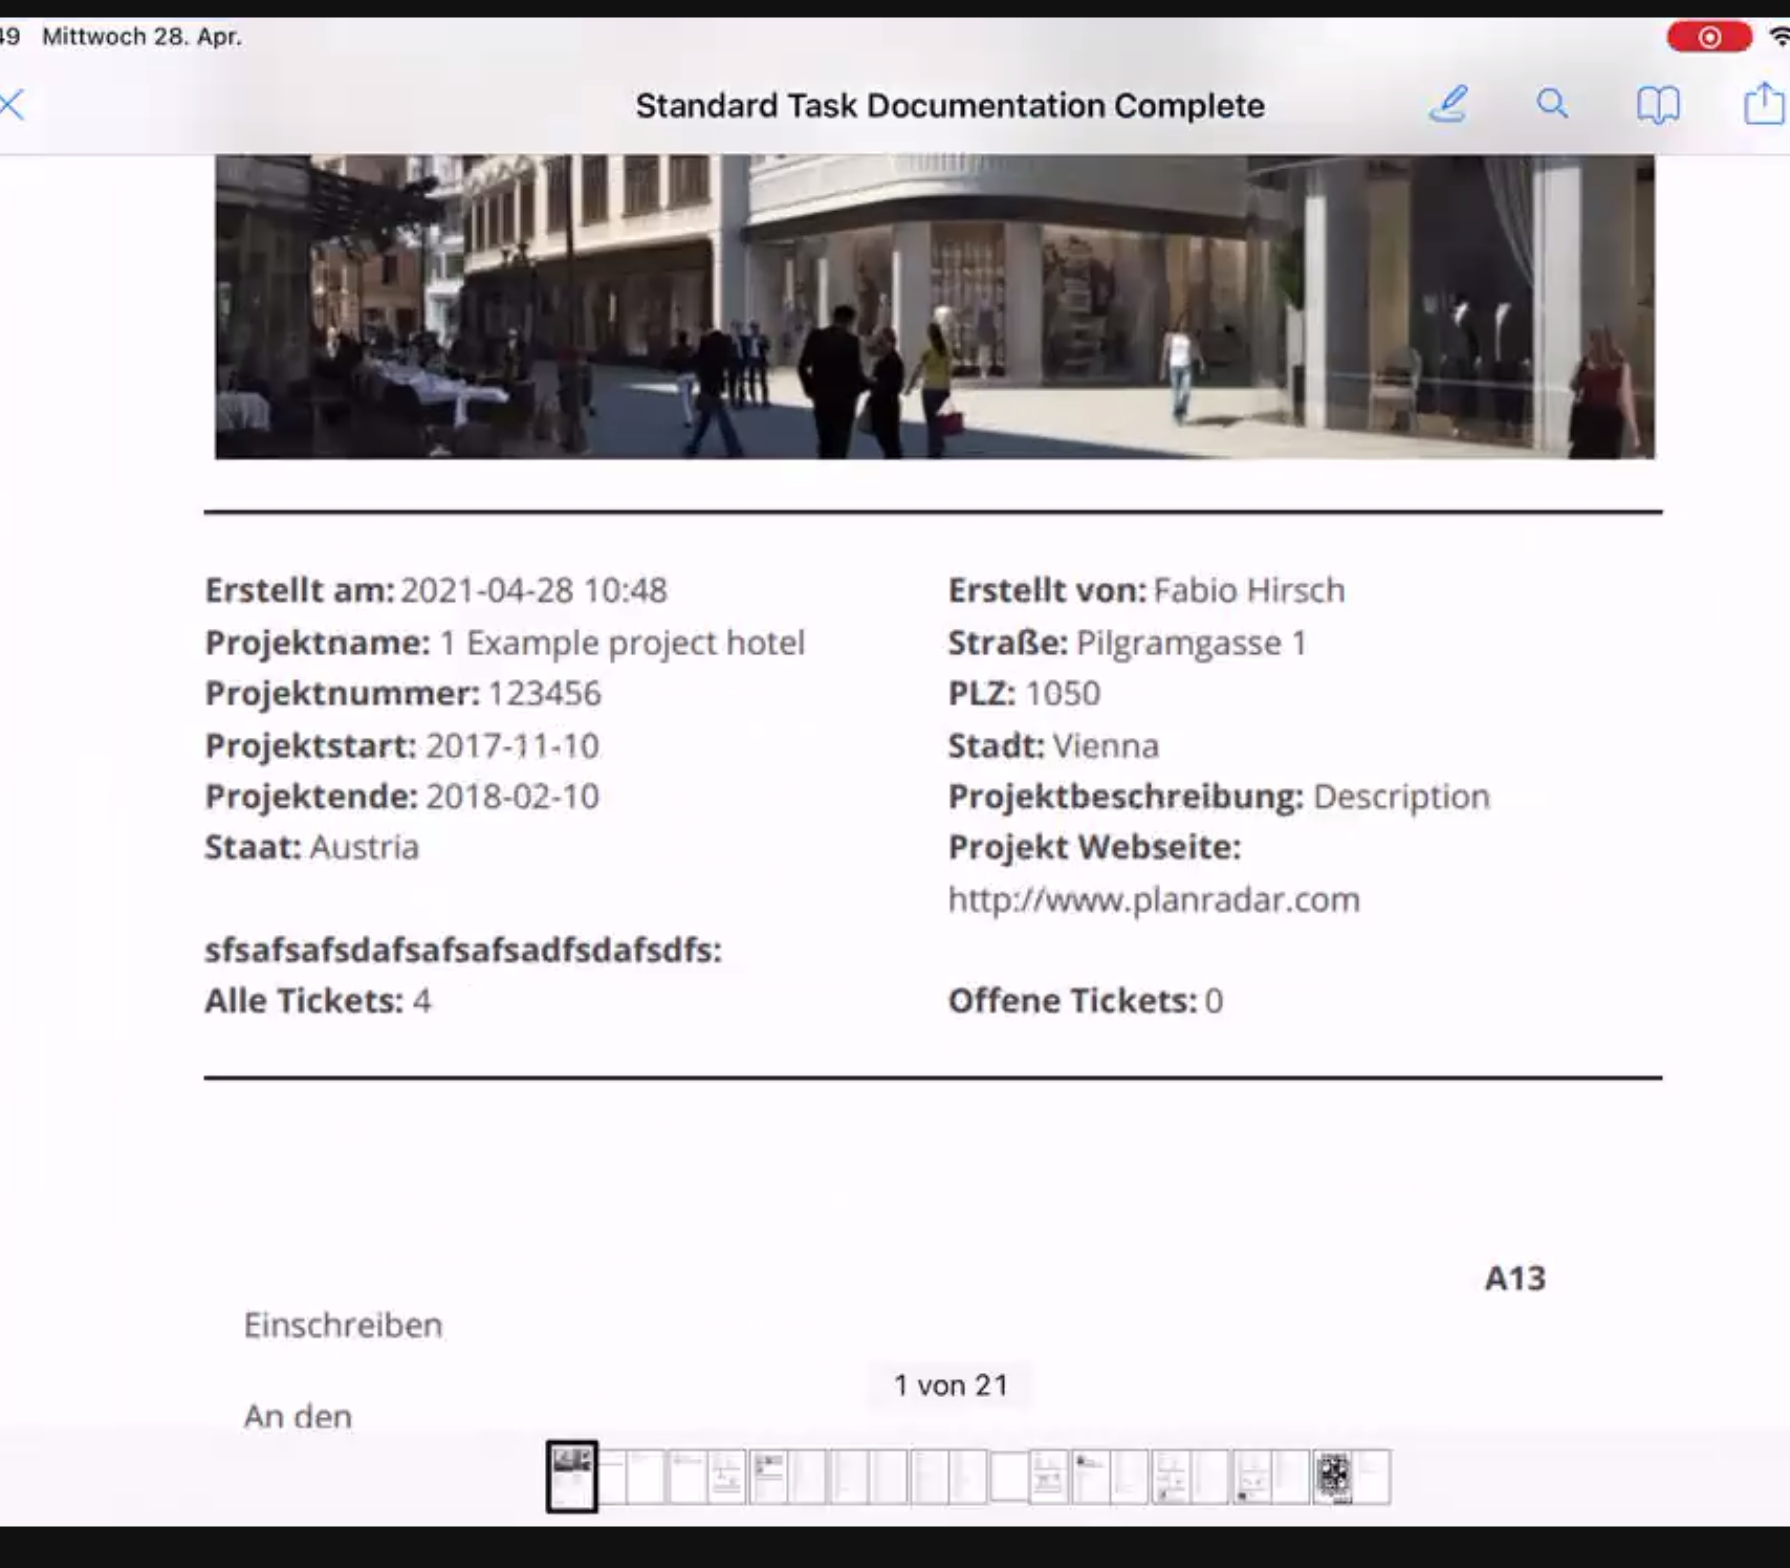 49 Mittwoch 28. Apr.
Standard Task Documentation Complete
Erstellt am: 2021-04-28 10:48
Erstellt von: Fabio Hirsch
Projektname: 1 Example project hotel
Straße: Pilgramgasse 1
Projektnummer: 123456
PLZ: 1050
Projektstart: 2017-11-10
Stadt: Vienna
Projektende: 2018-02-10
Projektbeschreibung: Description
Staat: Austria
Projekt Webseite:
http://www.planradar.com
sfsafsafsdafsafsafsadfsdafsdfs:
Alle Tickets: 4
Offene Tickets: 0
A13
Einschreiben
1 von 21
An den